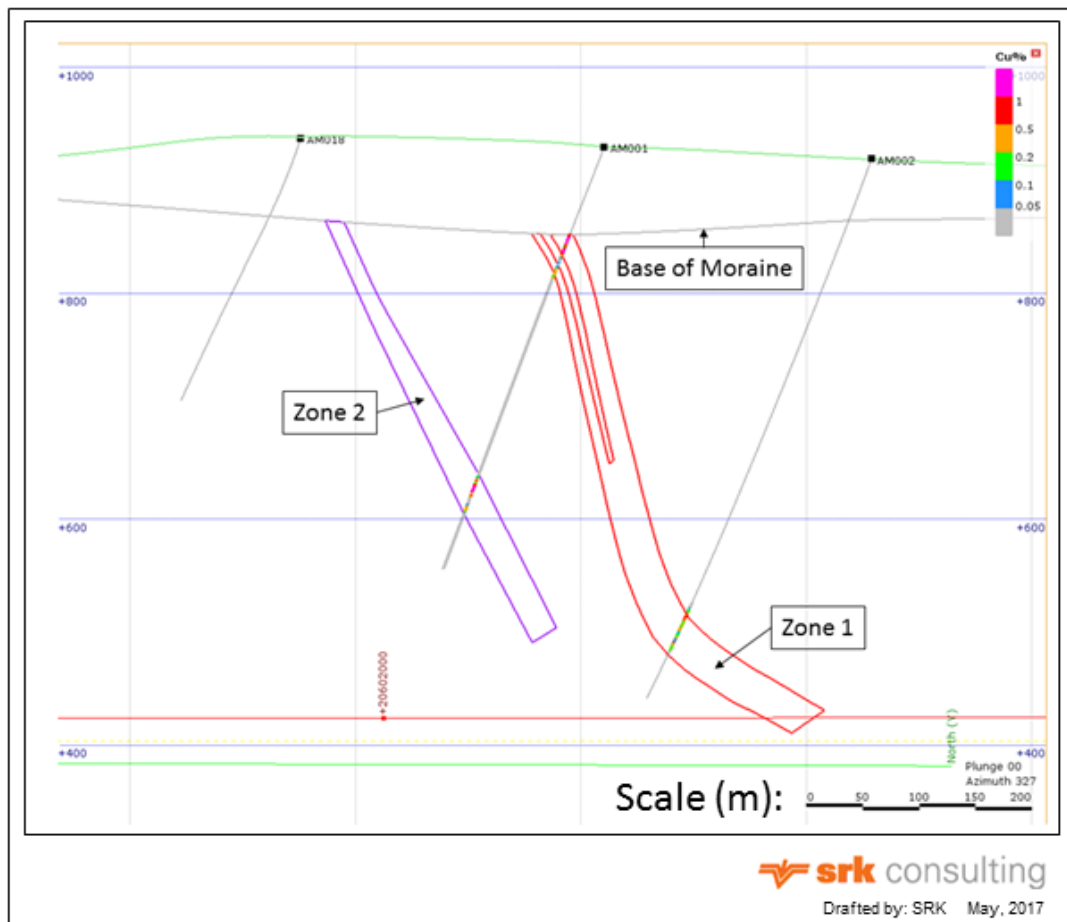 Cu%
+1000
+1000
1
0.5
0.2
0.1
0.05
AM018
AM001
AM002
Base of Moraine
+800
+800
Zone 2
+600
+600
Zone 1
+20602000
North (Y)
+400
+400
Plunge 00
Azimuth 327
Scale (m):
0 50 100 150 200
srk consulting
Drafted by: SRK May, 2017